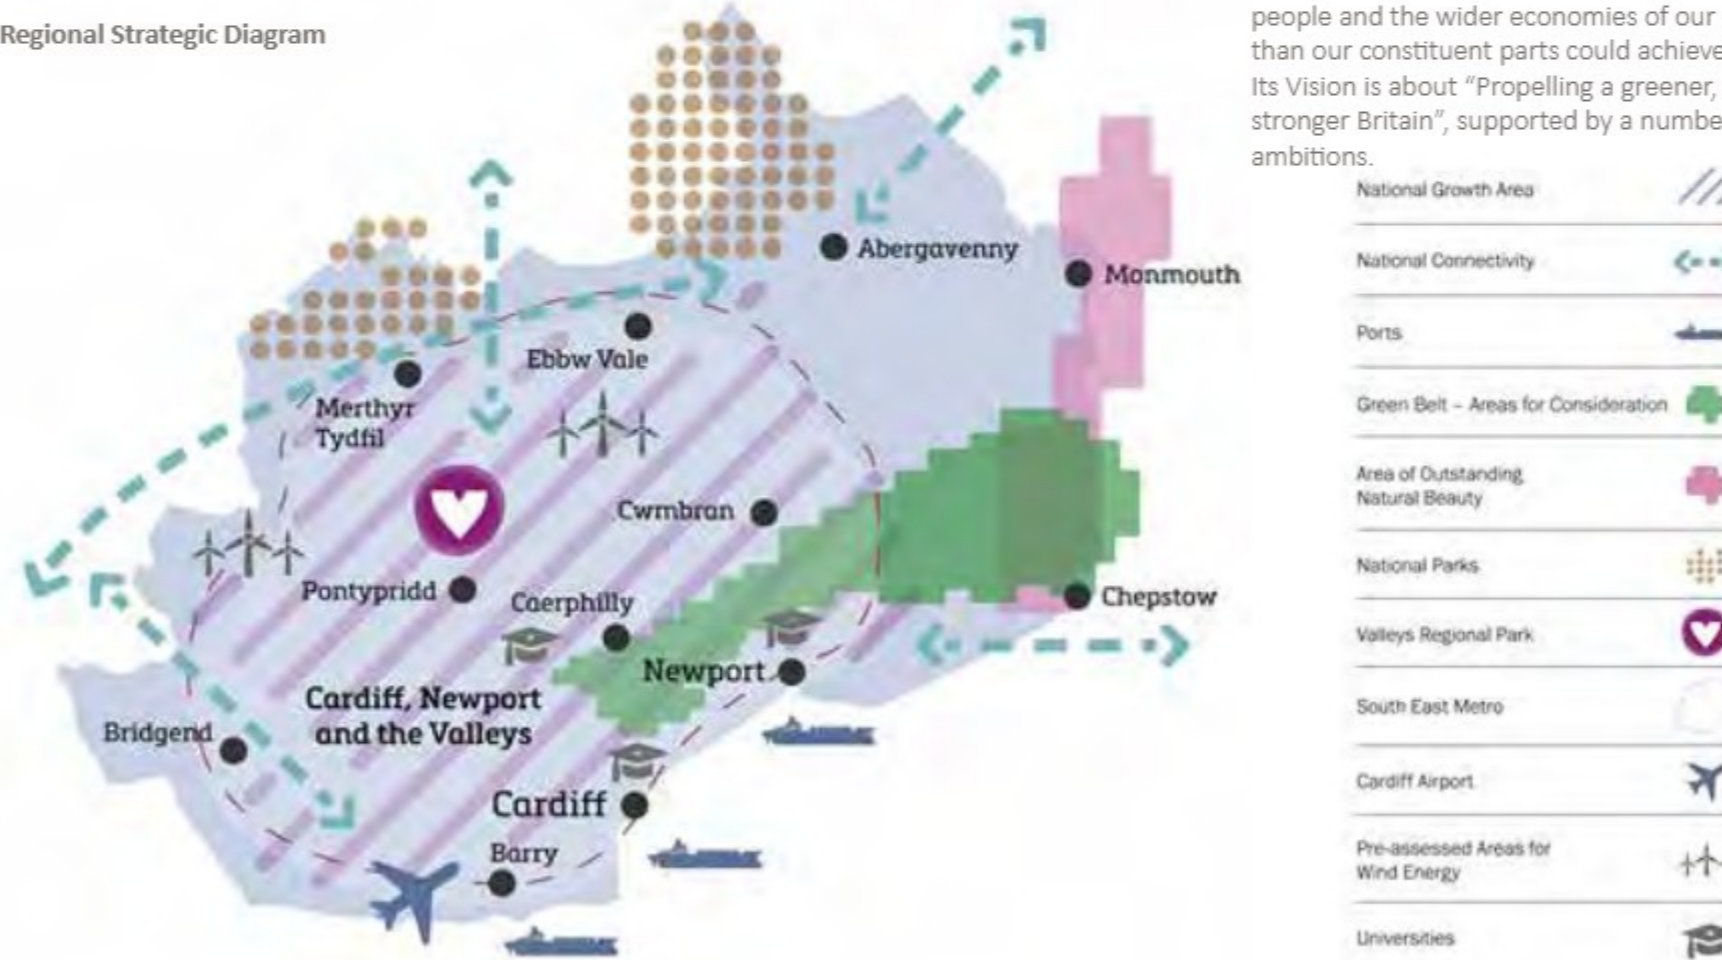 Regional Strategic Diagram
people and the wider economies of our
than our constituent parts could achieve
Its Vision is about “Propelling a greener,
stronger Britain”, supported by a numbe
ambitions.
Abergavenny
Monmouth
Ebbw Vale
Merthyr
Tydfil
Cwmbran
Pontypridd
Caerphilly
Chepstow
Newport
Cardiff, Newport
and the Valleys
Bridgend
Cardiff
Barry
National Growth Area
National Connectivity
Ports
Green Belt – Areas for Consideration
Area of Outstanding
Natural Beauty
National Parks
Valleys Regional Park
South East Metro
Cardiff Airport
Pre-assessed Areas for
Wind Energy
Universities